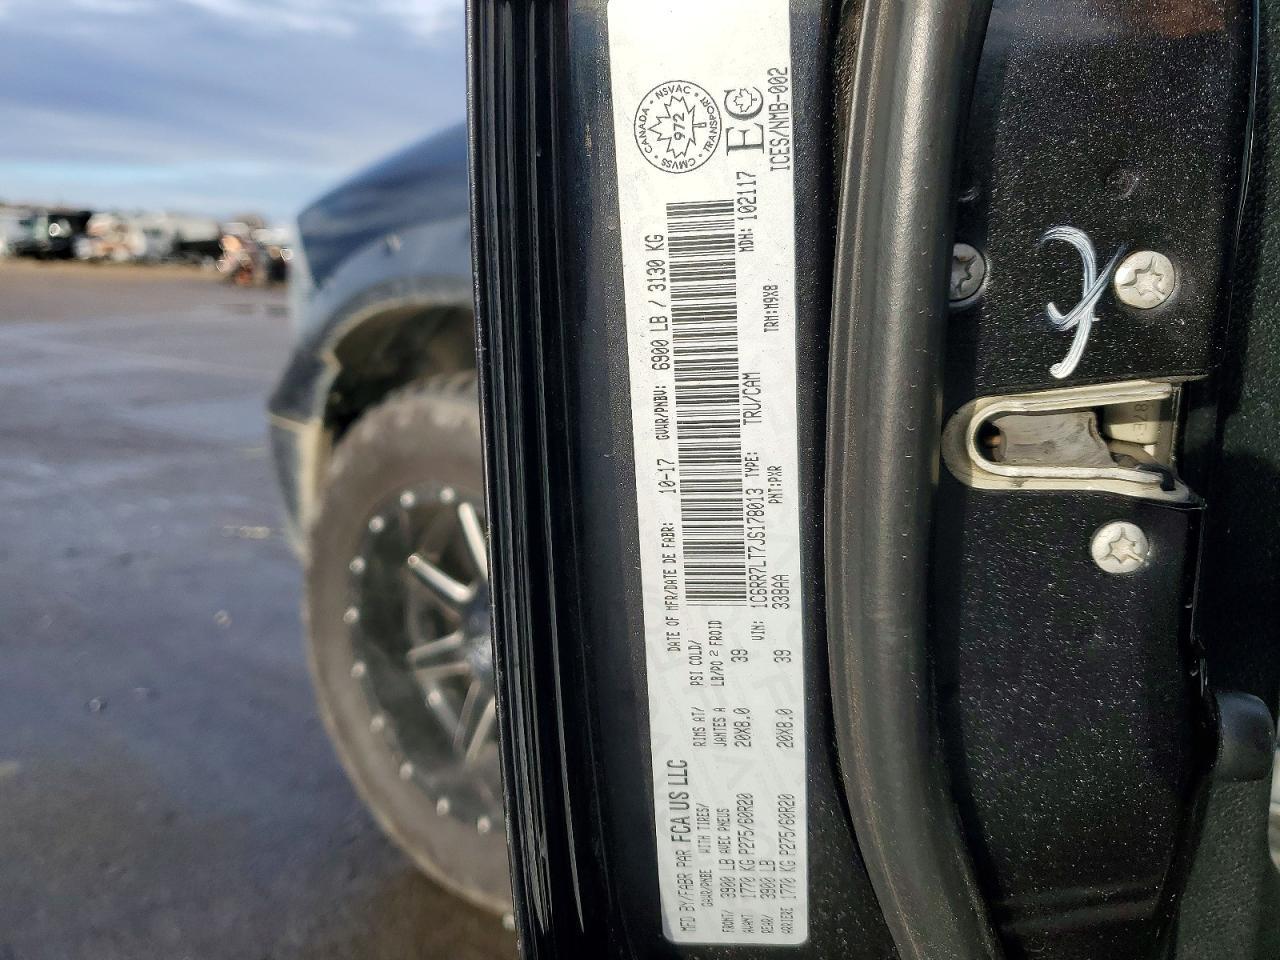 MFD BY/FABR PAR FCA US LLC
DATE OF MFR/DATE DE FABR: 10-17
GVWR/PNBV: 6900 LB / 3130 KG
GAWR/PNBE WITH TIRES/ RIMS AT/ PSI COLD/
FRONT/ 3900 LB AVEC PNEUS JANTES A LB/PO 2 FROID
AVANT 1770 KG P275/60R20 20X8.0 39
REAR/ 3900 LB
ARRIERE 1770 KG P275/60R20 20X8.0 39
VIN: 1C6RR7LT7JS178013 TYPE: TRU/CAM
MDH: 102117
338AA PNT:PXR TRM:M9X8
ICES/NMB-002
CANADA · NSVAC · TRANSPORT · CMVSS
972
EC